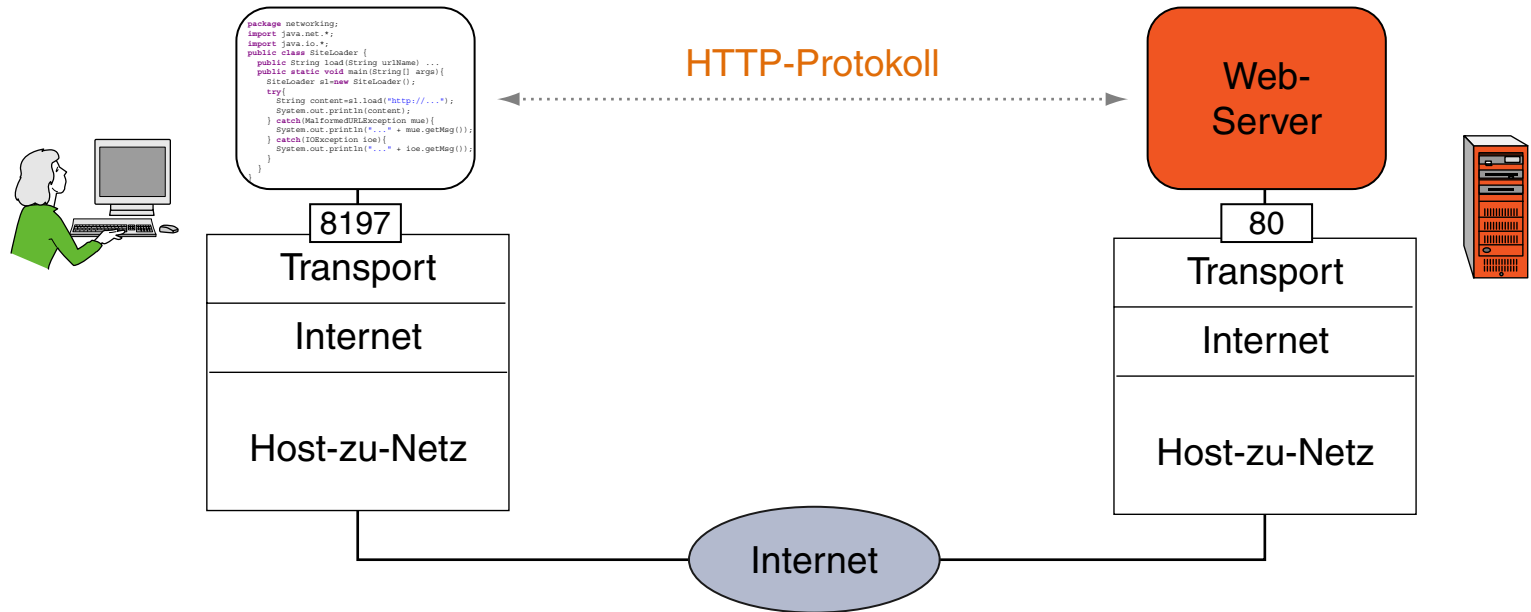 package networking;
import java.net.*;
import java.io.*;
public class SiteLoader {
public String load(String urlName) ...
public static void main(String[] args){
SiteLoader sl=new SiteLoader();
try{
String content=sl.load("http://...");
System.out.println(content);
} catch(MalformedURLException mue){
System.out.println("..." + mue.getMsg());
} catch(IOException ioe){
System.out.println("..." + ioe.getMsg());
}
}
}
HTTP-Protokoll
Web-
Server
8197
Transport
Internet
Host-zu-Netz
80
Transport
Internet
Host-zu-Netz
Internet